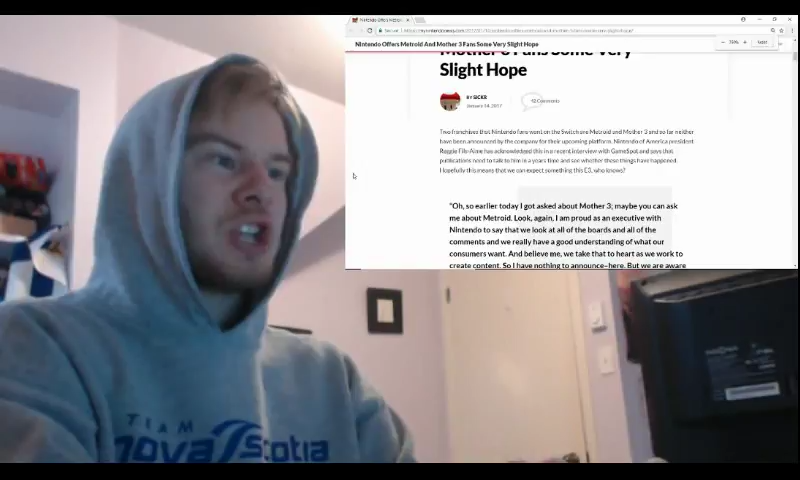 Nintendo Offers Metroid And Mother 3 Fans Some Very Slight Hope
Mother 3 Fans Some Very
Slight Hope
BY SICKR
January 14, 2017
42 Comments
Two franchises that Nintendo fans want on the Switch are Metroid and Mother 3 and so far neither
have been announced by the company for their upcoming platform. Nintendo of America president
Reggie Fils-Aime has acknowledged this in a recent interview with GameSpot and says that
publications need to talk to him in a years time and see whether these things have happened.
Hopefully this means that we can expect something this E3, who knows?
"Oh, so earlier today I got asked about Mother 3; maybe you can ask
me about Metroid. Look, again, I am proud as an executive with
Nintendo to say that we look at all of the boards and all of the
comments and we really have a good understanding of what our
consumers want. And believe me, we take that to heart as we work to
create content. So I have nothing to announce–here. But we are aware
TEAM
nova scotia